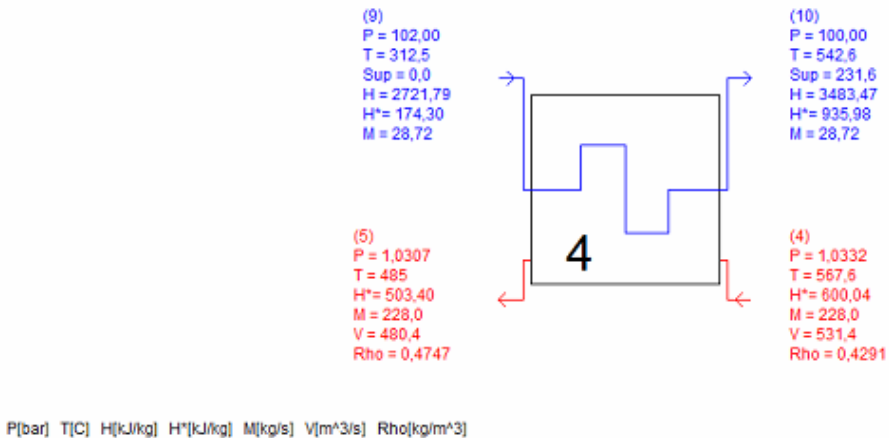 (9)
P = 102,00
T = 312,5
Sup = 0,0
H = 2721,79
H*= 174,30
M = 28,72
(10)
P = 100,00
T = 542,6
Sup = 231,6
H = 3483,47
H*= 935,98
M = 28,72
(5)
P = 1,0307
T = 485
H*= 503,40
M = 228,0
V = 480,4
Rho = 0,4747
4
(4)
P = 1,0332
T = 567,6
H*= 600,04
M = 228,0
V = 531,4
Rho = 0,4291
P[bar] T[C] H[kJ/kg] H*[kJ/kg] M[kg/s] V[m^3/s] Rho[kg/m^3]